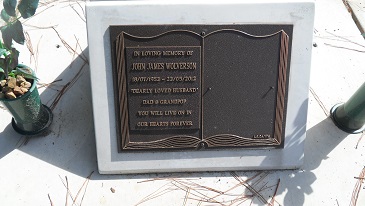 IN LOVING MEMORY OF
JOHN JAMES WOLVERSON
"DEARLY LOVED HUSBAND"
DAD & GRANDPOP
YOU WILL LIVE ON IN
OUR HEARTS FOREVER.